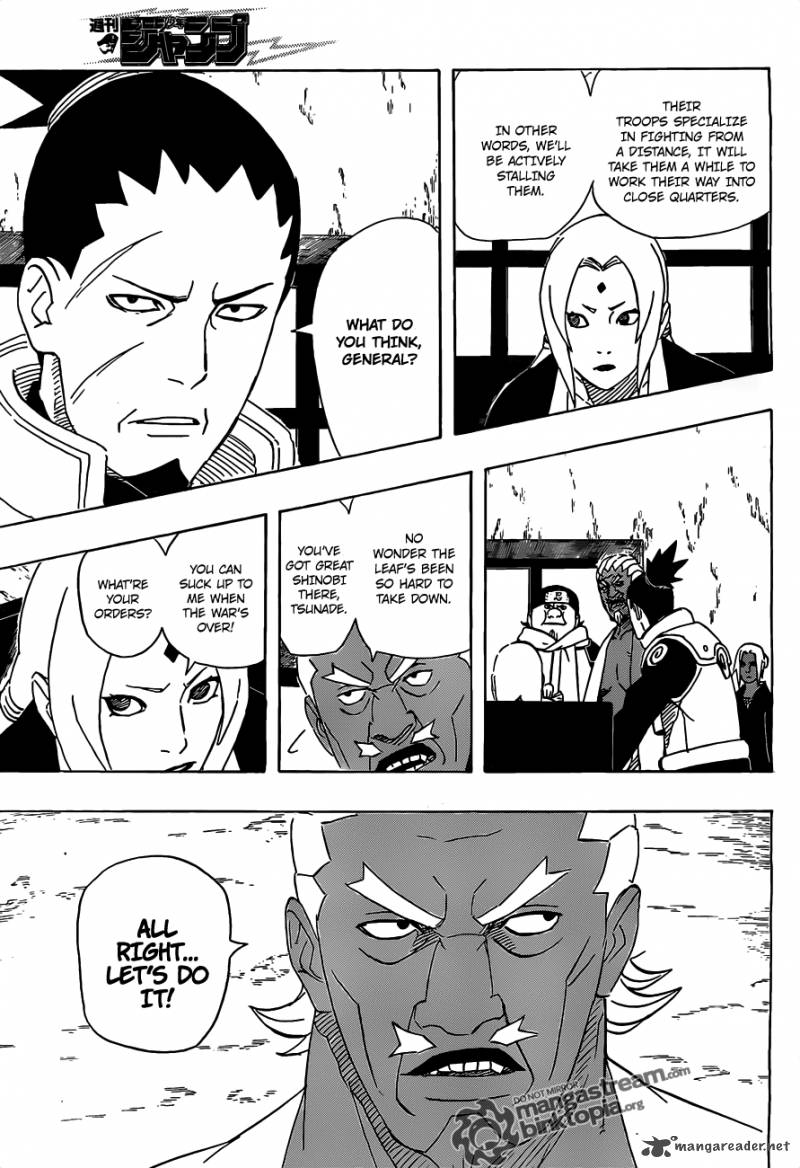 週刊
少年
ジャンプ
THEIR
TROOPS SPECIALIZE
IN FIGHTING FROM
A DISTANCE, IT WILL
TAKE THEM A WHILE TO
WORK THEIR WAY INTO
CLOSE QUARTERS.
IN OTHER
WORDS, WE'LL
BE ACTIVELY
STALLING
THEM.
WHAT DO
YOU THINK,
GENERAL?
NO
WONDER THE
LEAF'S BEEN
SO HARD TO
TAKE DOWN.
YOU'VE
GOT GREAT
SHINOBI
THERE,
TSUNADE.
YOU CAN
SUCK UP TO
ME WHEN
THE WAR'S
OVER!
WHAT'RE
YOUR
ORDERS?
ALL
RIGHT...
LET'S DO
IT!
DO NOT MIRROR
mangastream.com
binktopia.org
mangareader.net